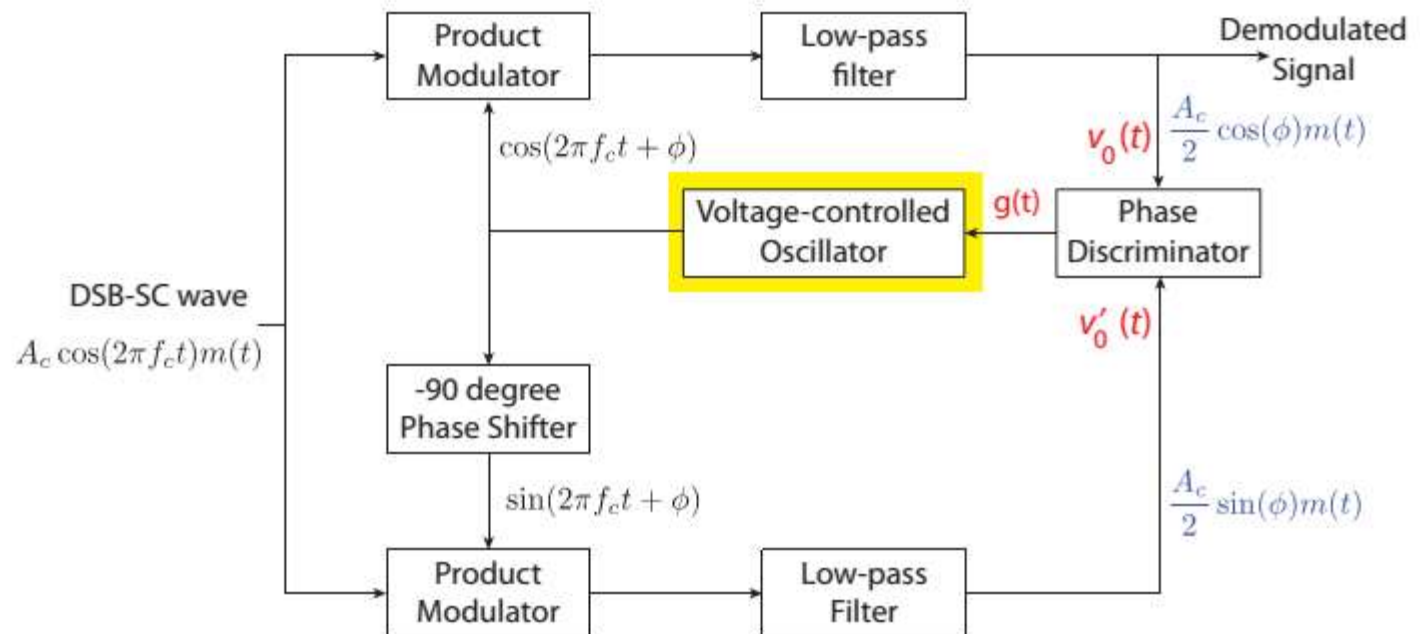 Product
Modulator
Low-pass
filter
Demodulated
Signal
cos(2πf_ct + ϕ)
v_0(t)
A_c/2 cos(ϕ)m(t)
Voltage-controlled
Oscillator
g(t)
Phase
Discriminator
DSB-SC wave
A_c cos(2πf_ct)m(t)
v′_0 (t)
-90 degree
Phase Shifter
sin(2πf_ct + ϕ)
A_c/2 sin(ϕ)m(t)
Product
Modulator
Low-pass
Filter